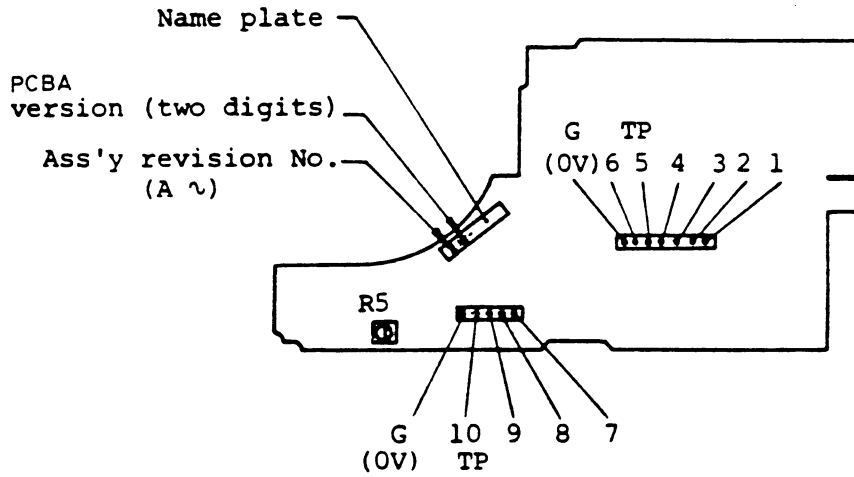 Name plate
PCBA
version (two digits)
Ass'y revision No.
(A ∿)
G TP
(0V) 6 5 4 3 2 1
R5
G 10 9 8 7
(0V) TP